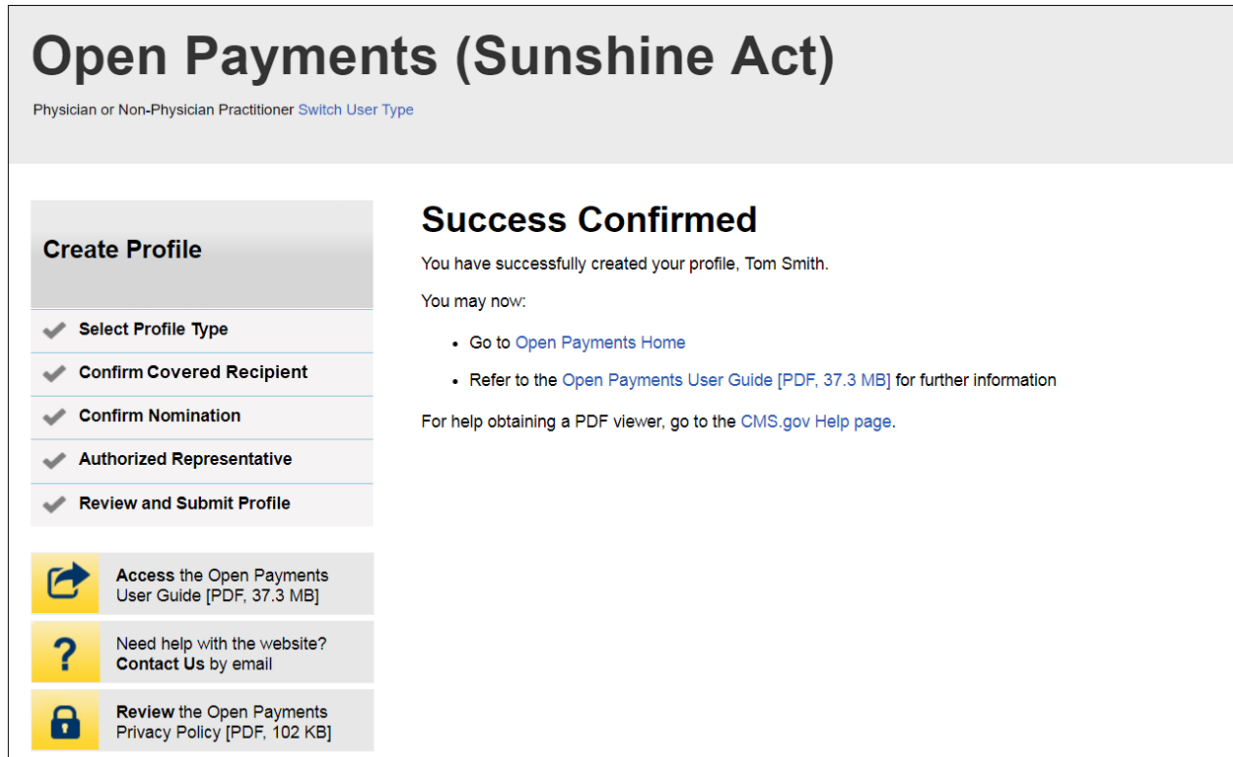 Open Payments (Sunshine Act)
Physician or Non-Physician Practitioner Switch User Type
Create Profile
Select Profile Type
Confirm Covered Recipient
Confirm Nomination
Authorized Representative
Review and Submit Profile
Access the Open Payments
User Guide [PDF, 37.3 MB]
Need help with the website?
Contact Us by email
Review the Open Payments
Privacy Policy [PDF, 102 KB]
Success Confirmed
You have successfully created your profile, Tom Smith.
You may now:
• Go to Open Payments Home
• Refer to the Open Payments User Guide [PDF, 37.3 MB] for further information
For help obtaining a PDF viewer, go to the CMS.gov Help page.